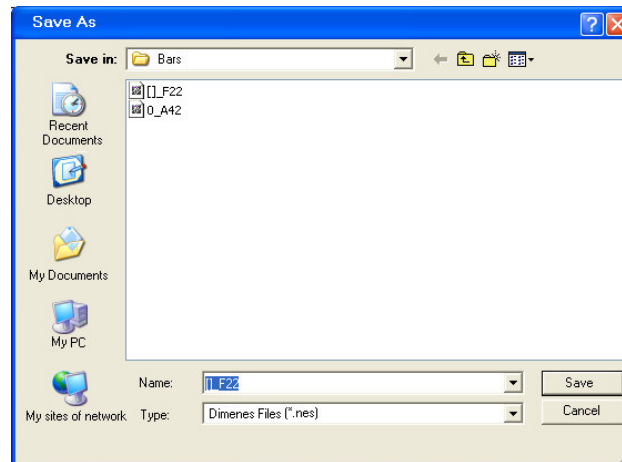 Save As
Save in: Bars
[]_F22
0_A42
Recent
Documents
Desktop
My Documents
My PC
My sites of network
Name: []_F22 Save
Type: Dimenes Files (*.nes) Cancel